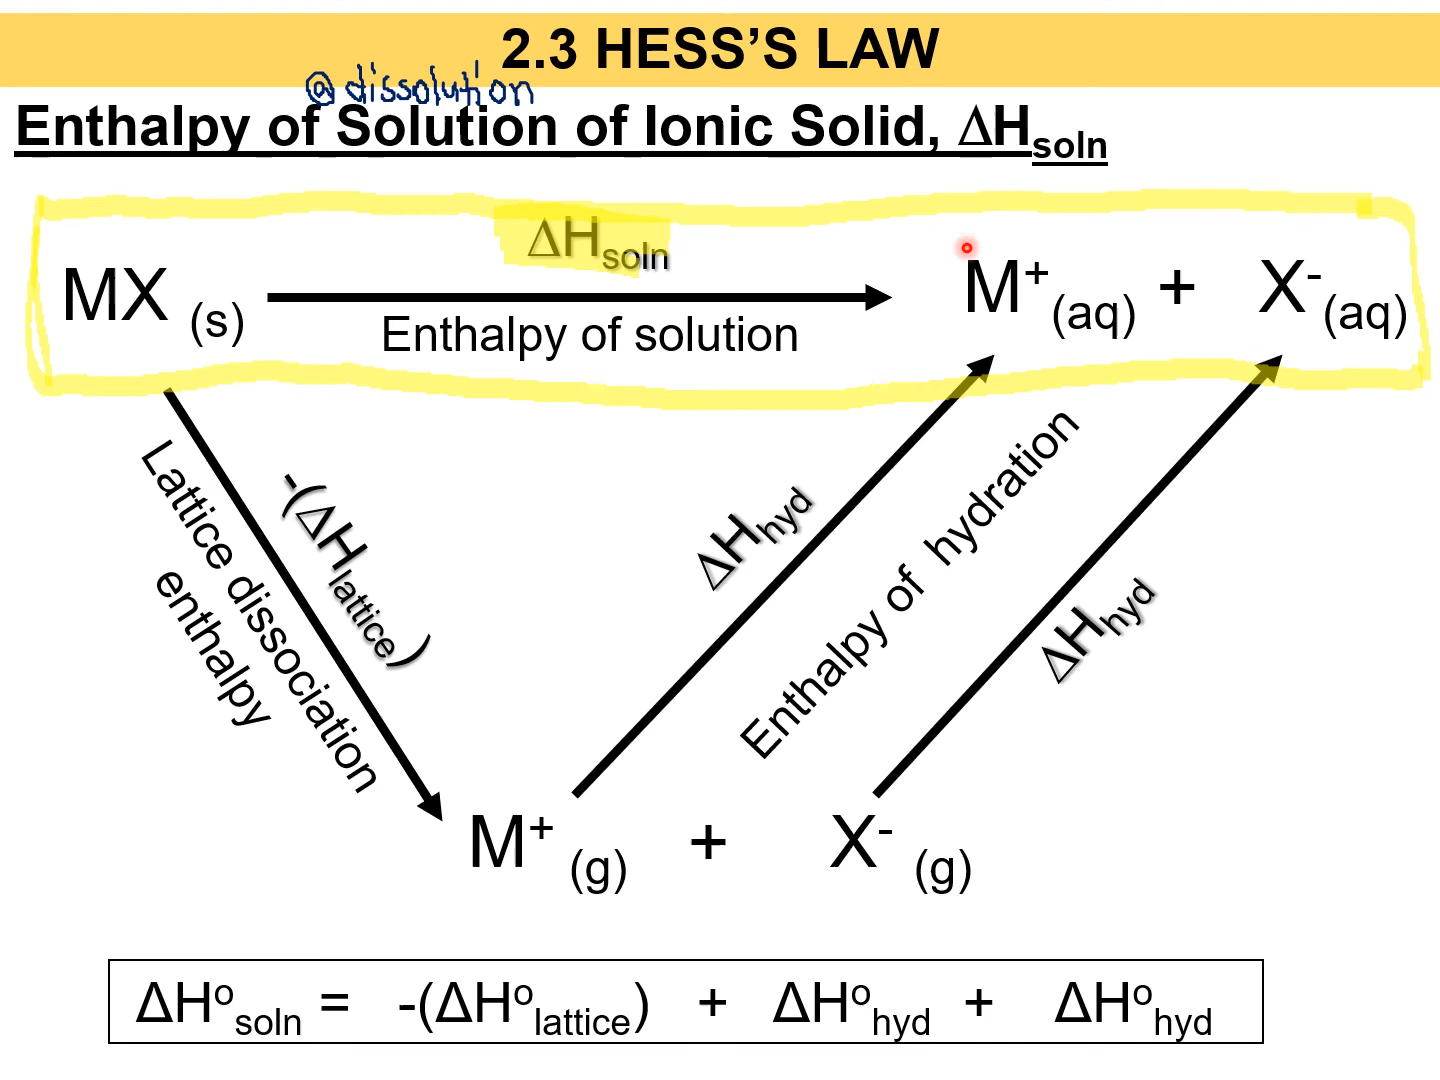 2.3 HESS'S LAW
@ dissolution
Enthalpy of Solution of Ionic Solid, ΔHsoln
ΔHsoln
MX (s)
M+(aq) + X-(aq)
Enthalpy of solution
Lattice dissociation
enthalpy
-(ΔHlattice)
ΔHhyd
Enthalpy of hydration
ΔHhyd
M+ (g) + X- (g)
ΔHosoln = -(ΔHolattice) + ΔHohyd + ΔHohyd